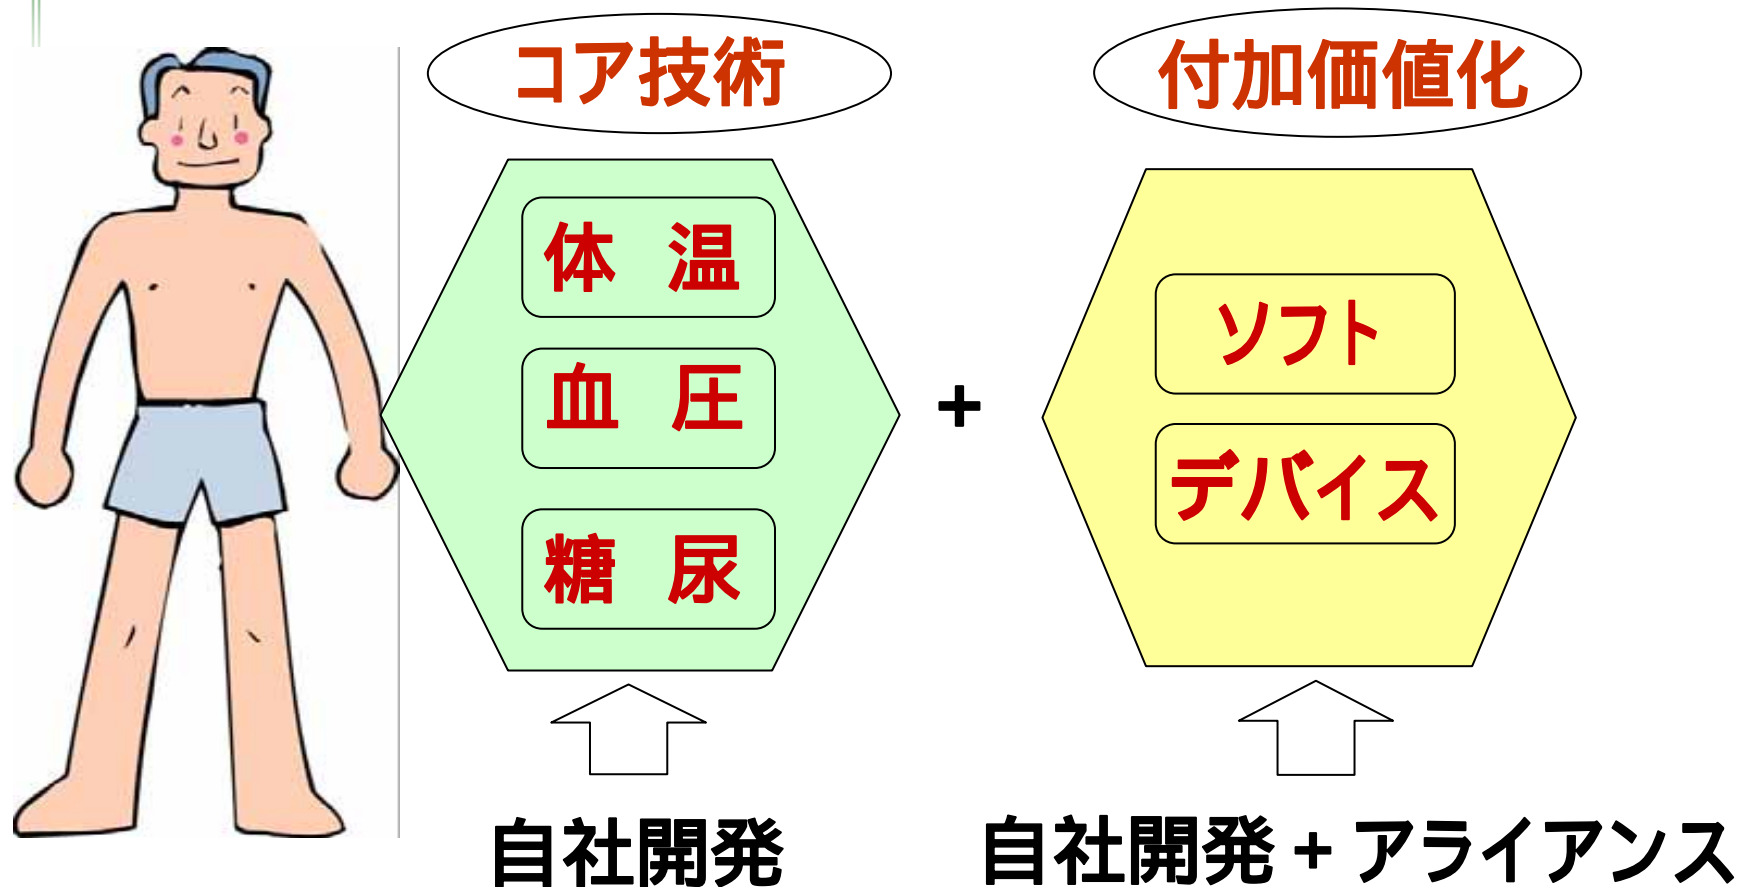 コア技術
付加価値化
体 温
血 圧
糖 尿
+
ソフト
デバイス
自社開発
自社開発 + アライアンス